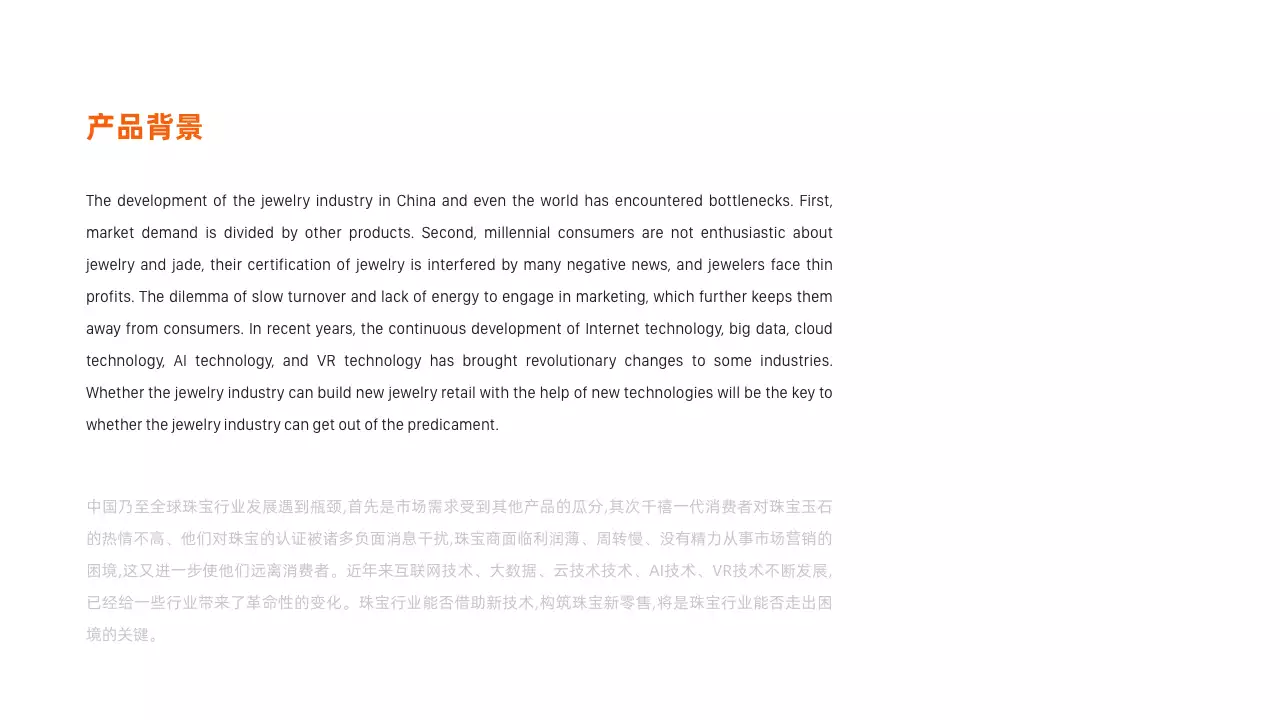 产品背景
The development of the jewelry industry in China and even the world has encountered bottlenecks. First,
market demand is divided by other products. Second, millennial consumers are not enthusiastic about
jewelry and jade, their certification of jewelry is interfered by many negative news, and jewelers face thin
profits. The dilemma of slow turnover and lack of energy to engage in marketing, which further keeps them
away from consumers. In recent years, the continuous development of Internet technology, big data, cloud
technology, AI technology, and VR technology has brought revolutionary changes to some industries.
Whether the jewelry industry can build new jewelry retail with the help of new technologies will be the key to
whether the jewelry industry can get out of the predicament.
中国乃至全球珠宝行业发展遇到瓶颈,首先是市场需求受到其他产品的瓜分,其次千禧一代消费者对珠宝玉石
的热情不高、他们对珠宝的认证被诸多负面消息干扰,珠宝商面临利润薄、周转慢、没有精力从事市场营销的
困境,这又进一步使他们远离消费者。近年来互联网技术、大数据、云技术技术、AI技术、VR技术不断发展,
已经给一些行业带来了革命性的变化。珠宝行业能否借助新技术,构筑珠宝新零售,将是珠宝行业能否走出困
境的关键。